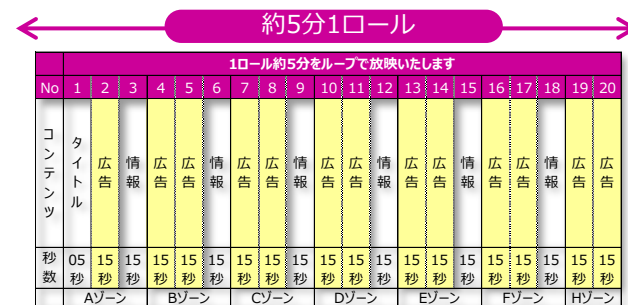 約5分1ロール
1ロール約5分をループで放映いたします
No 1 2 3 4 5 6 7 8 9 10 11 12 13 14 15 16 17 18 19 20
コンテンツ タイトル 広告 情報 広告 広告 情報 広告 広告 情報 広告 広告 情報 広告 広告 情報 広告 広告 情報 広告 広告
秒数 05秒 15秒 15秒 15秒 15秒 15秒 15秒 15秒 15秒 15秒 15秒 15秒 15秒 15秒 15秒 15秒 15秒 15秒 15秒 15秒
Aゾーン Bゾーン Cゾーン Dゾーン Eゾーン Fゾーン Hゾーン